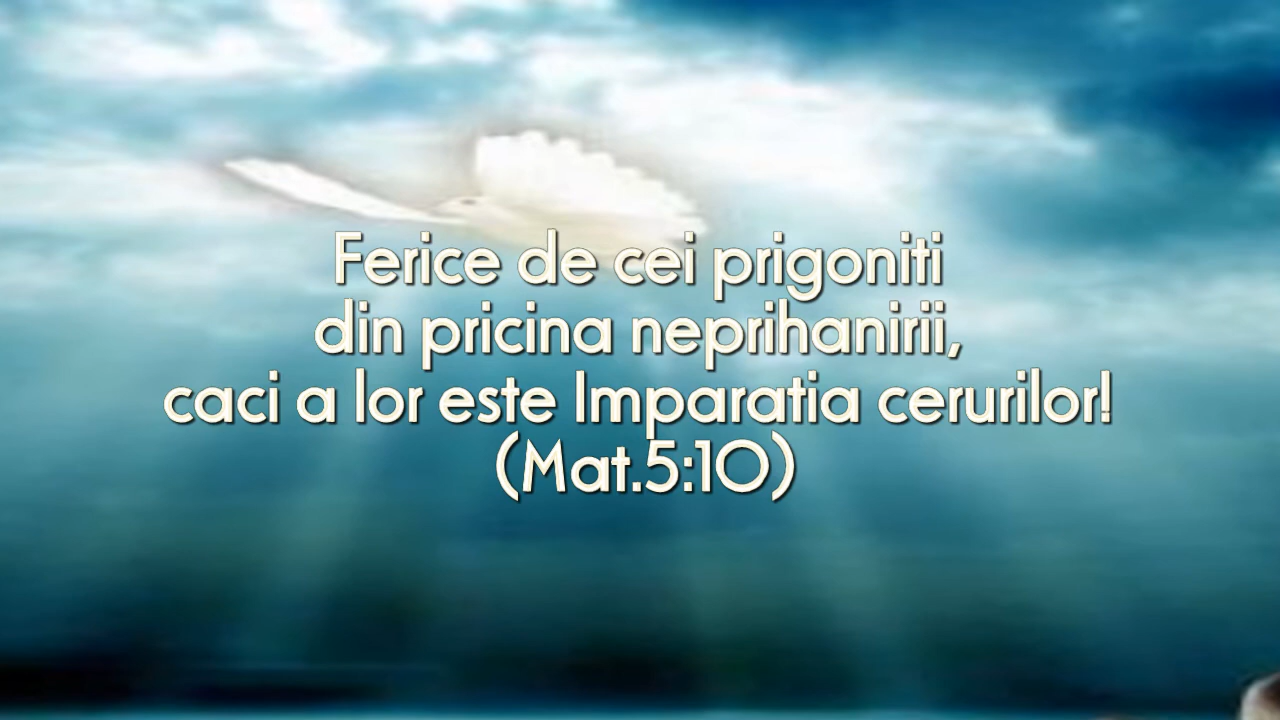 Ferice de cei prigoniti
din pricina neprihanirii,
caci a lor este Imparatia cerurilor!
(Mat.5:10)